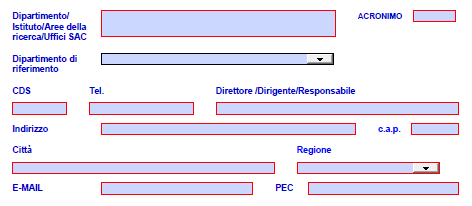 Dipartimento/ ACRONIMO
Istituto/Aree della
ricerca/Uffici SAC
Dipartimento di
riferimento
CDS Tel. Direttore /Dirigente/Responsabile
Indirizzo c.a.p.
Città Regione
E-MAIL PEC